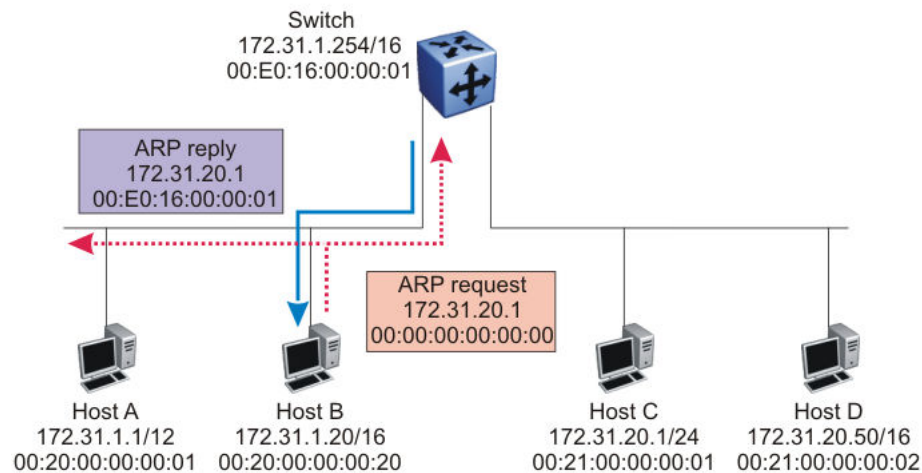 Switch
172.31.1.254/16
00:E0:16:00:00:01
ARP reply
172.31.20.1
00:E0:16:00:00:01
ARP request
172.31.20.1
00:00:00:00:00:00
Host A
172.31.1.1/12
00:20:00:00:00:01
Host B
172.31.1.20/16
00:20:00:00:00:20
Host C
172.31.20.1/24
00:21:00:00:00:01
Host D
172.31.20.50/16
00:21:00:00:00:02